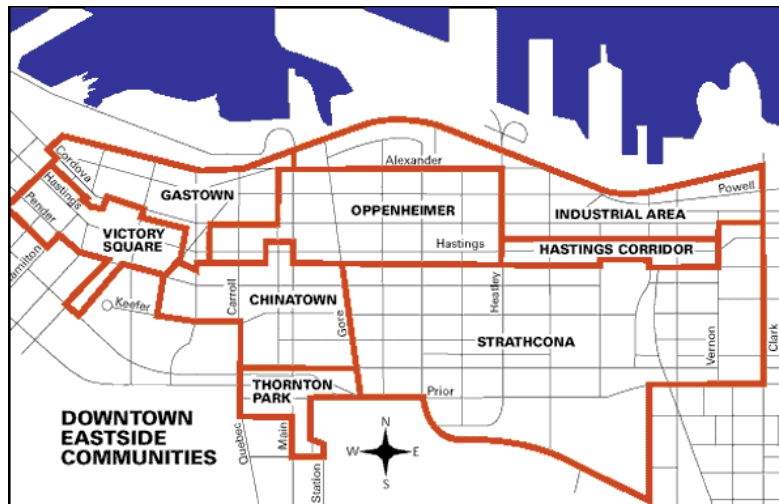 Alexander
Cordova
Powell
GASTOWN
Hastings
OPPENHEIMER
INDUSTRIAL AREA
Pender
VICTORY
SQUARE
Hastings
HASTINGS CORRIDOR
Hamilton
Keefer
Carroll
CHINATOWN
Gore
Heatley
STRATHCONA
Vernon
Clark
THORNTON
PARK
Prior
DOWNTOWN
EASTSIDE
COMMUNITIES
Quebec
Main
Station
N
W
E
S